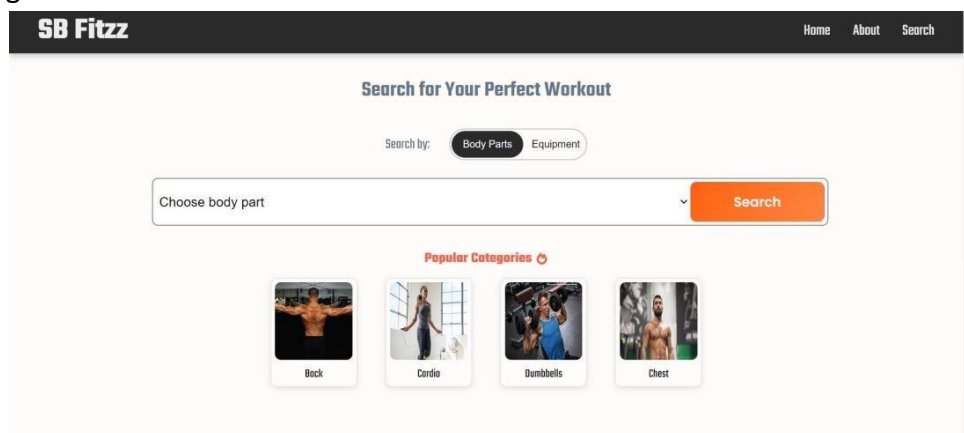 SB Fitzz
Home About Search
Search for Your Perfect Workout
Search by: Body Parts Equipment
Choose body part Search
Popular Categories
Back Cardio Dumbbells Chest